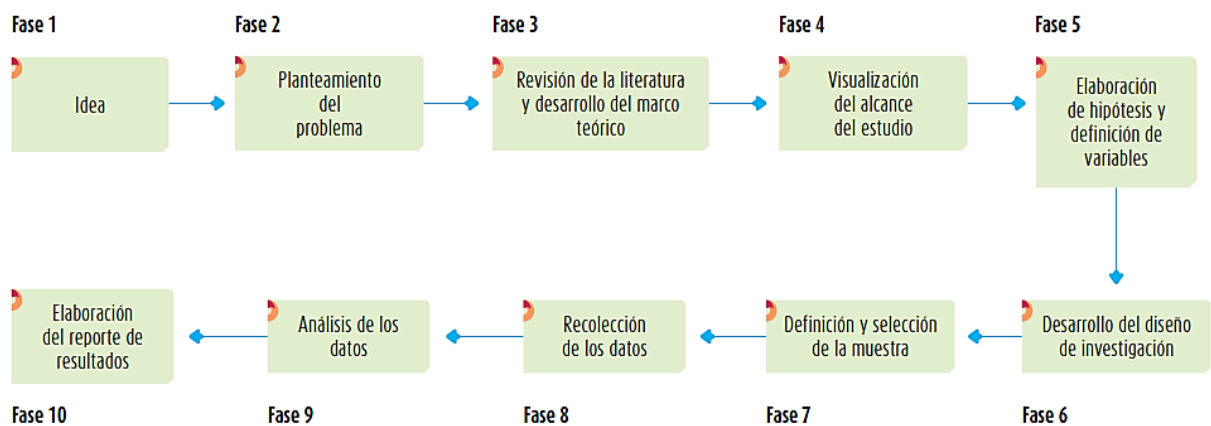 Fase 1
Idea
Fase 2
Planteamiento
del
problema
Fase 3
Revisión de la literatura
y desarrollo del marco
teórico
Fase 4
Visualización
del alcance
del estudio
Fase 5
Elaboración
de hipótesis y
definición de
variables
Desarrollo del diseño
de investigación
Fase 6
Definición y selección
de la muestra
Fase 7
Recolección
de los datos
Fase 8
Análisis de los
datos
Fase 9
Elaboración
del reporte de
resultados
Fase 10